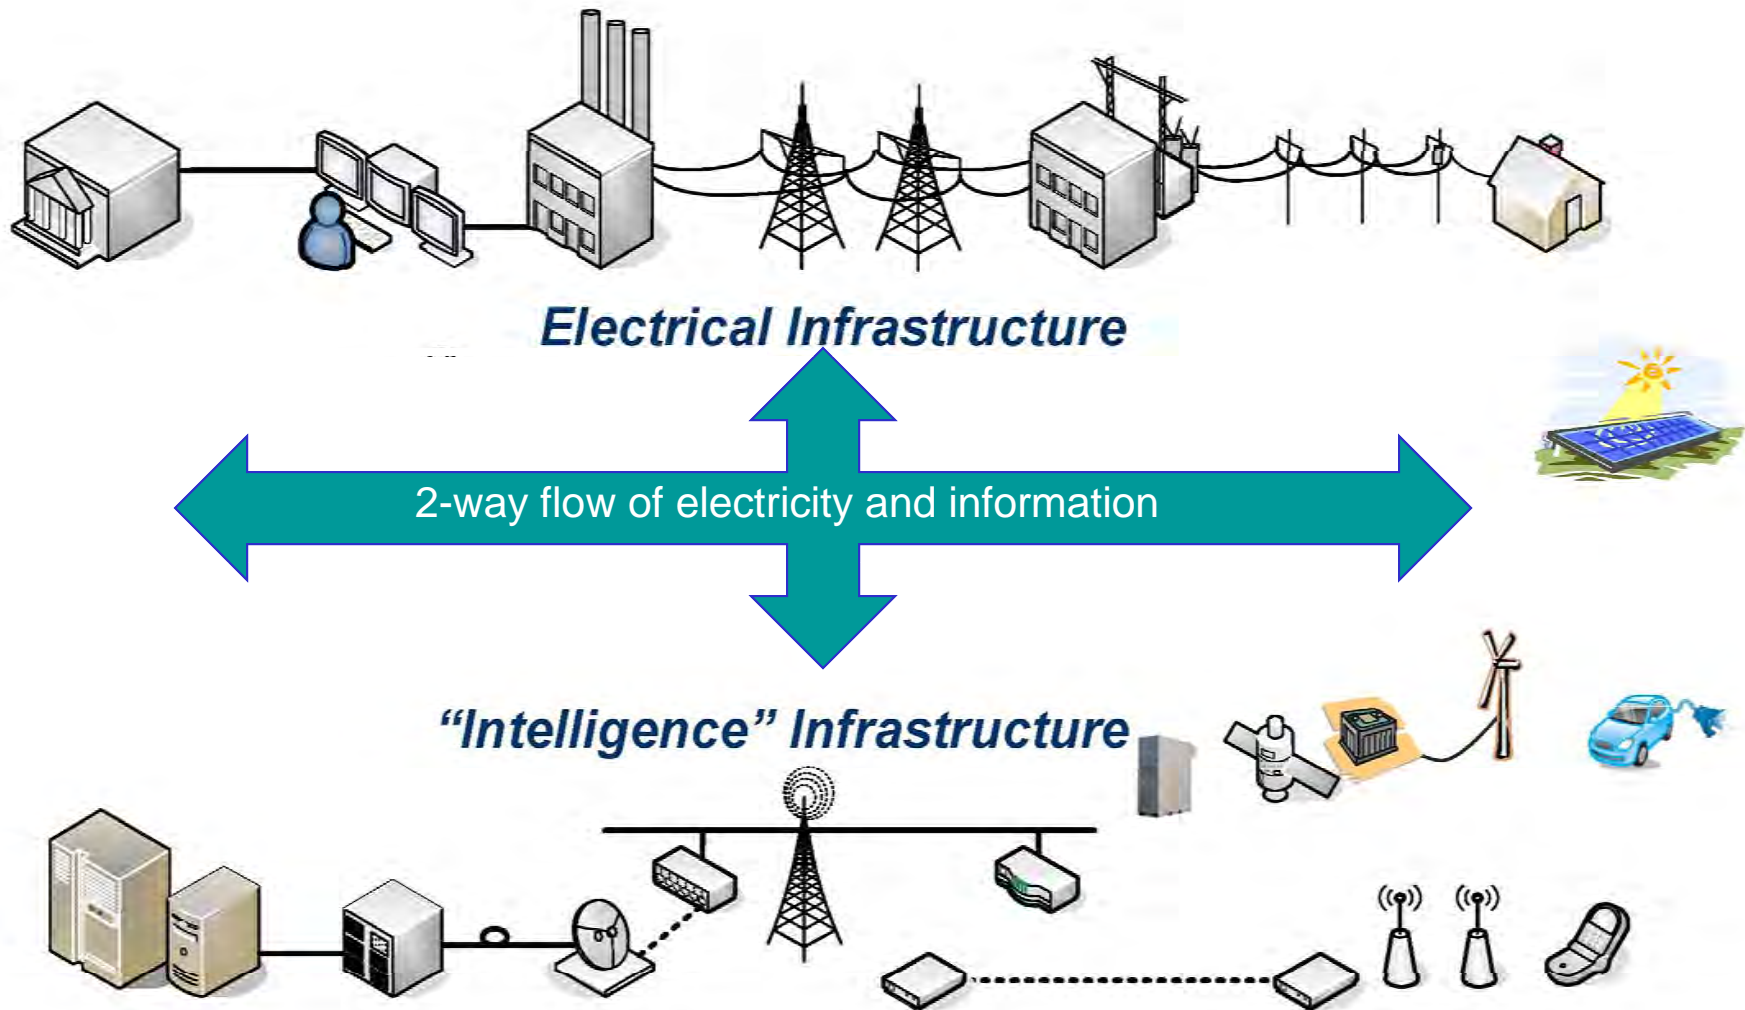 Electrical Infrastructure
2-way flow of electricity and information
“Intelligence” Infrastructure